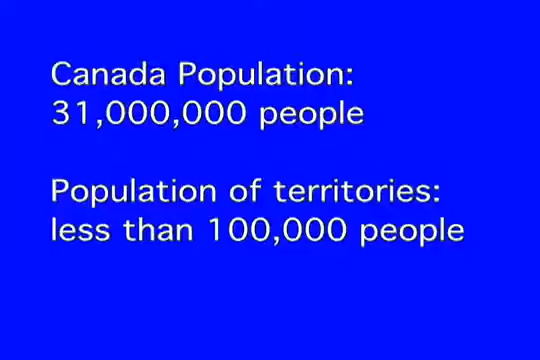 Canada Population:
31,000,000 people
Population of territories:
less than 100,000 people